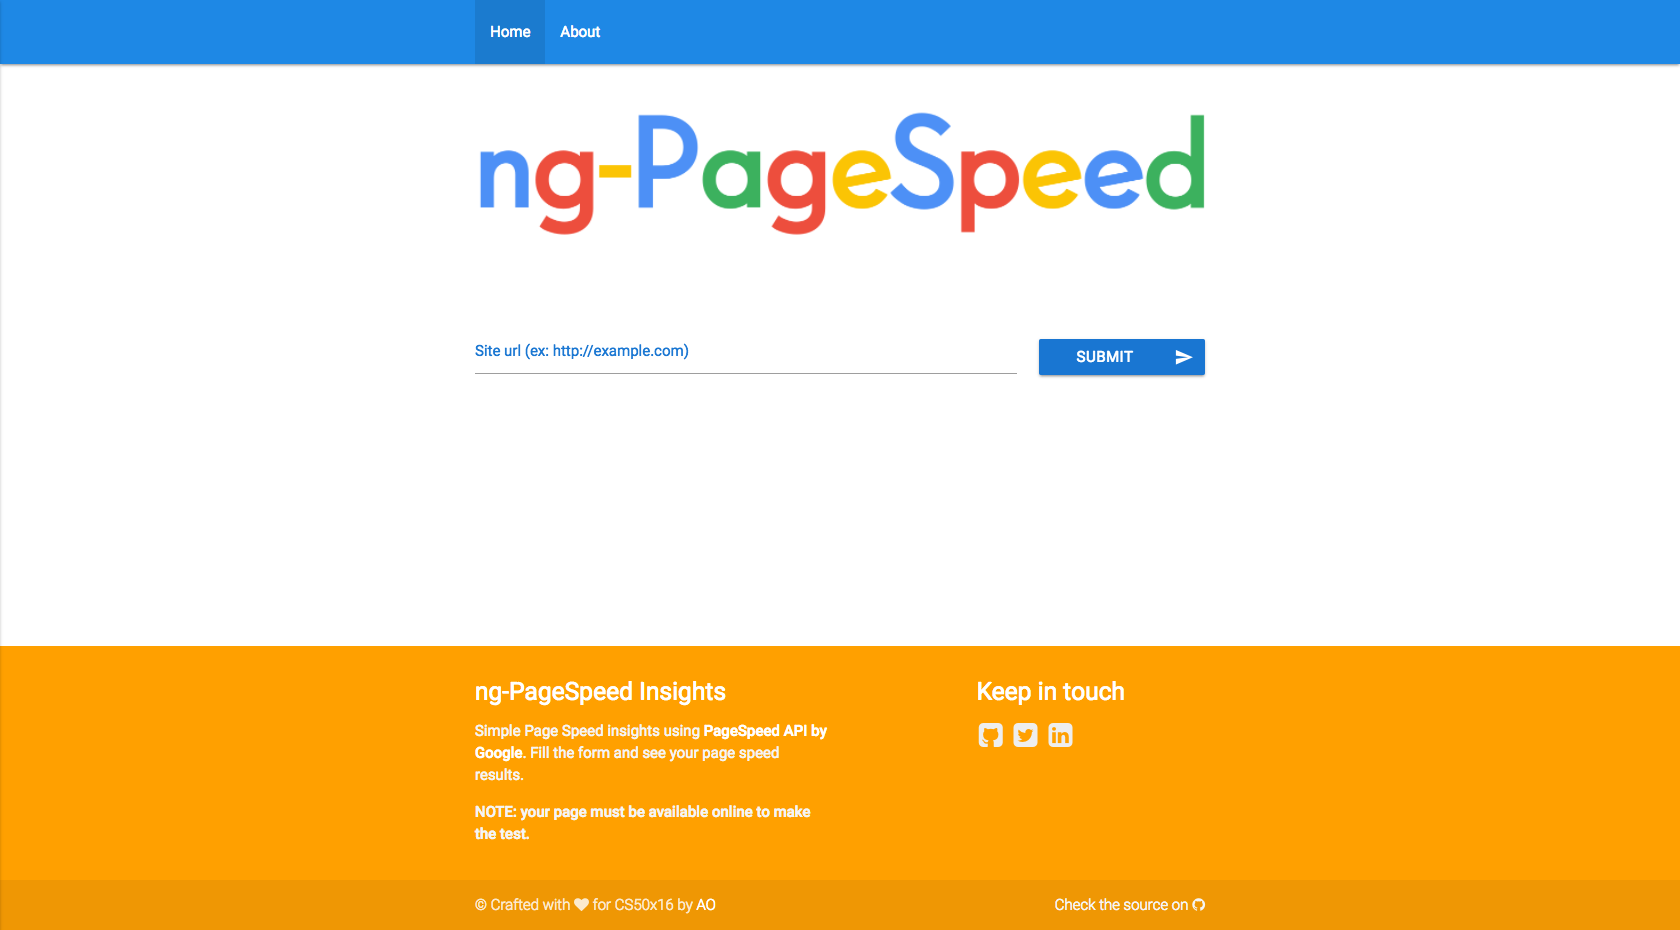 Home About
ng-PageSpeed
Site url (ex: http://example.com)
SUBMIT
ng-PageSpeed Insights
Simple Page Speed insights using PageSpeed API by
Google. Fill the form and see your page speed
results.
NOTE: your page must be available online to make
the test.
Keep in touch
© Crafted with for CS50x16 by AO
Check the source on